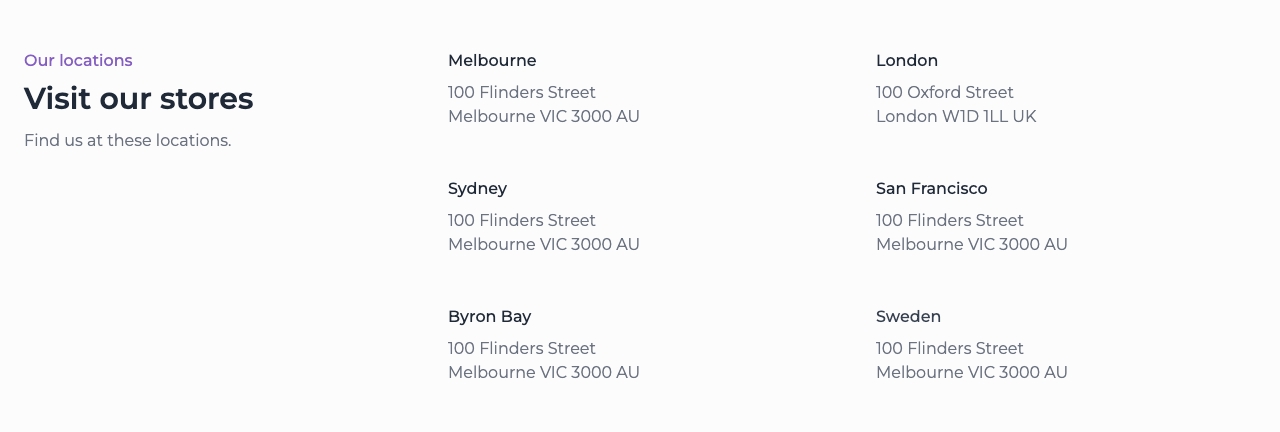 Our locations
Visit our stores
Find us at these locations.
Melbourne
100 Flinders Street
Melbourne VIC 3000 AU
London
100 Oxford Street
London W1D 1LL UK
Sydney
100 Flinders Street
Melbourne VIC 3000 AU
San Francisco
100 Flinders Street
Melbourne VIC 3000 AU
Byron Bay
100 Flinders Street
Melbourne VIC 3000 AU
Sweden
100 Flinders Street
Melbourne VIC 3000 AU